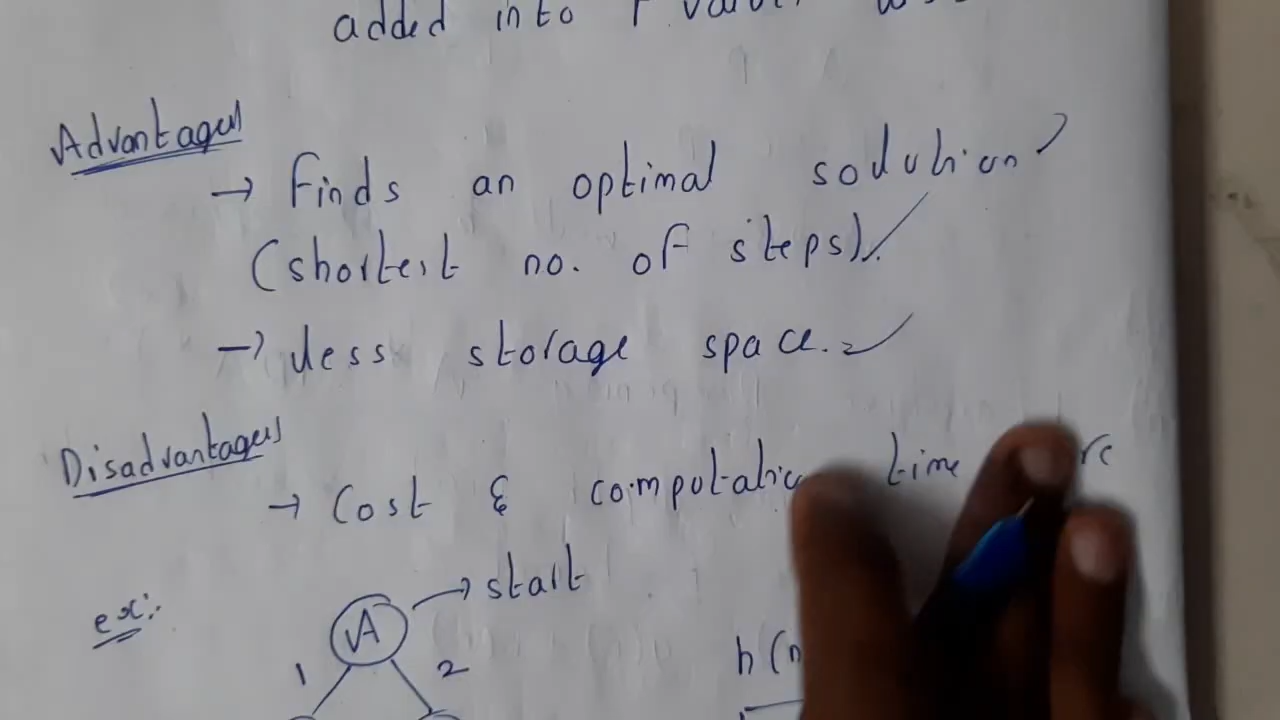 added into
Advantages
→ Finds an optimal solution
(shortest no. of steps).
→ less storage space.
Disadvantages
→ Cost & computation time
ex:-
A → start
1 2
h(n